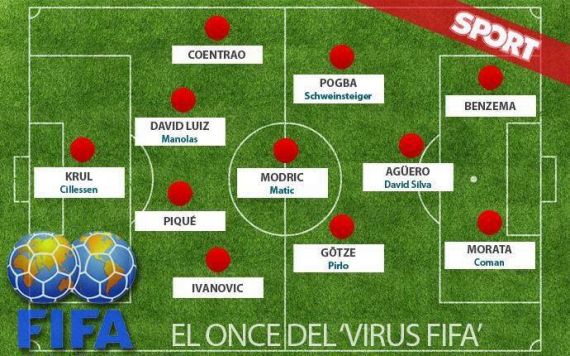 SPORT
COENTRAO
POGBA
Schweinsteiger
BENZEMA
DAVID LUIZ
Manolas
KRUL
Cillessen
MODRIC
Matic
AGÜERO
David Silva
PIQUÉ
GÖTZE
Pirlo
MORATA
Coman
IVANOVIC
FIFA
EL ONCE DEL ‘VIRUS FIFA’